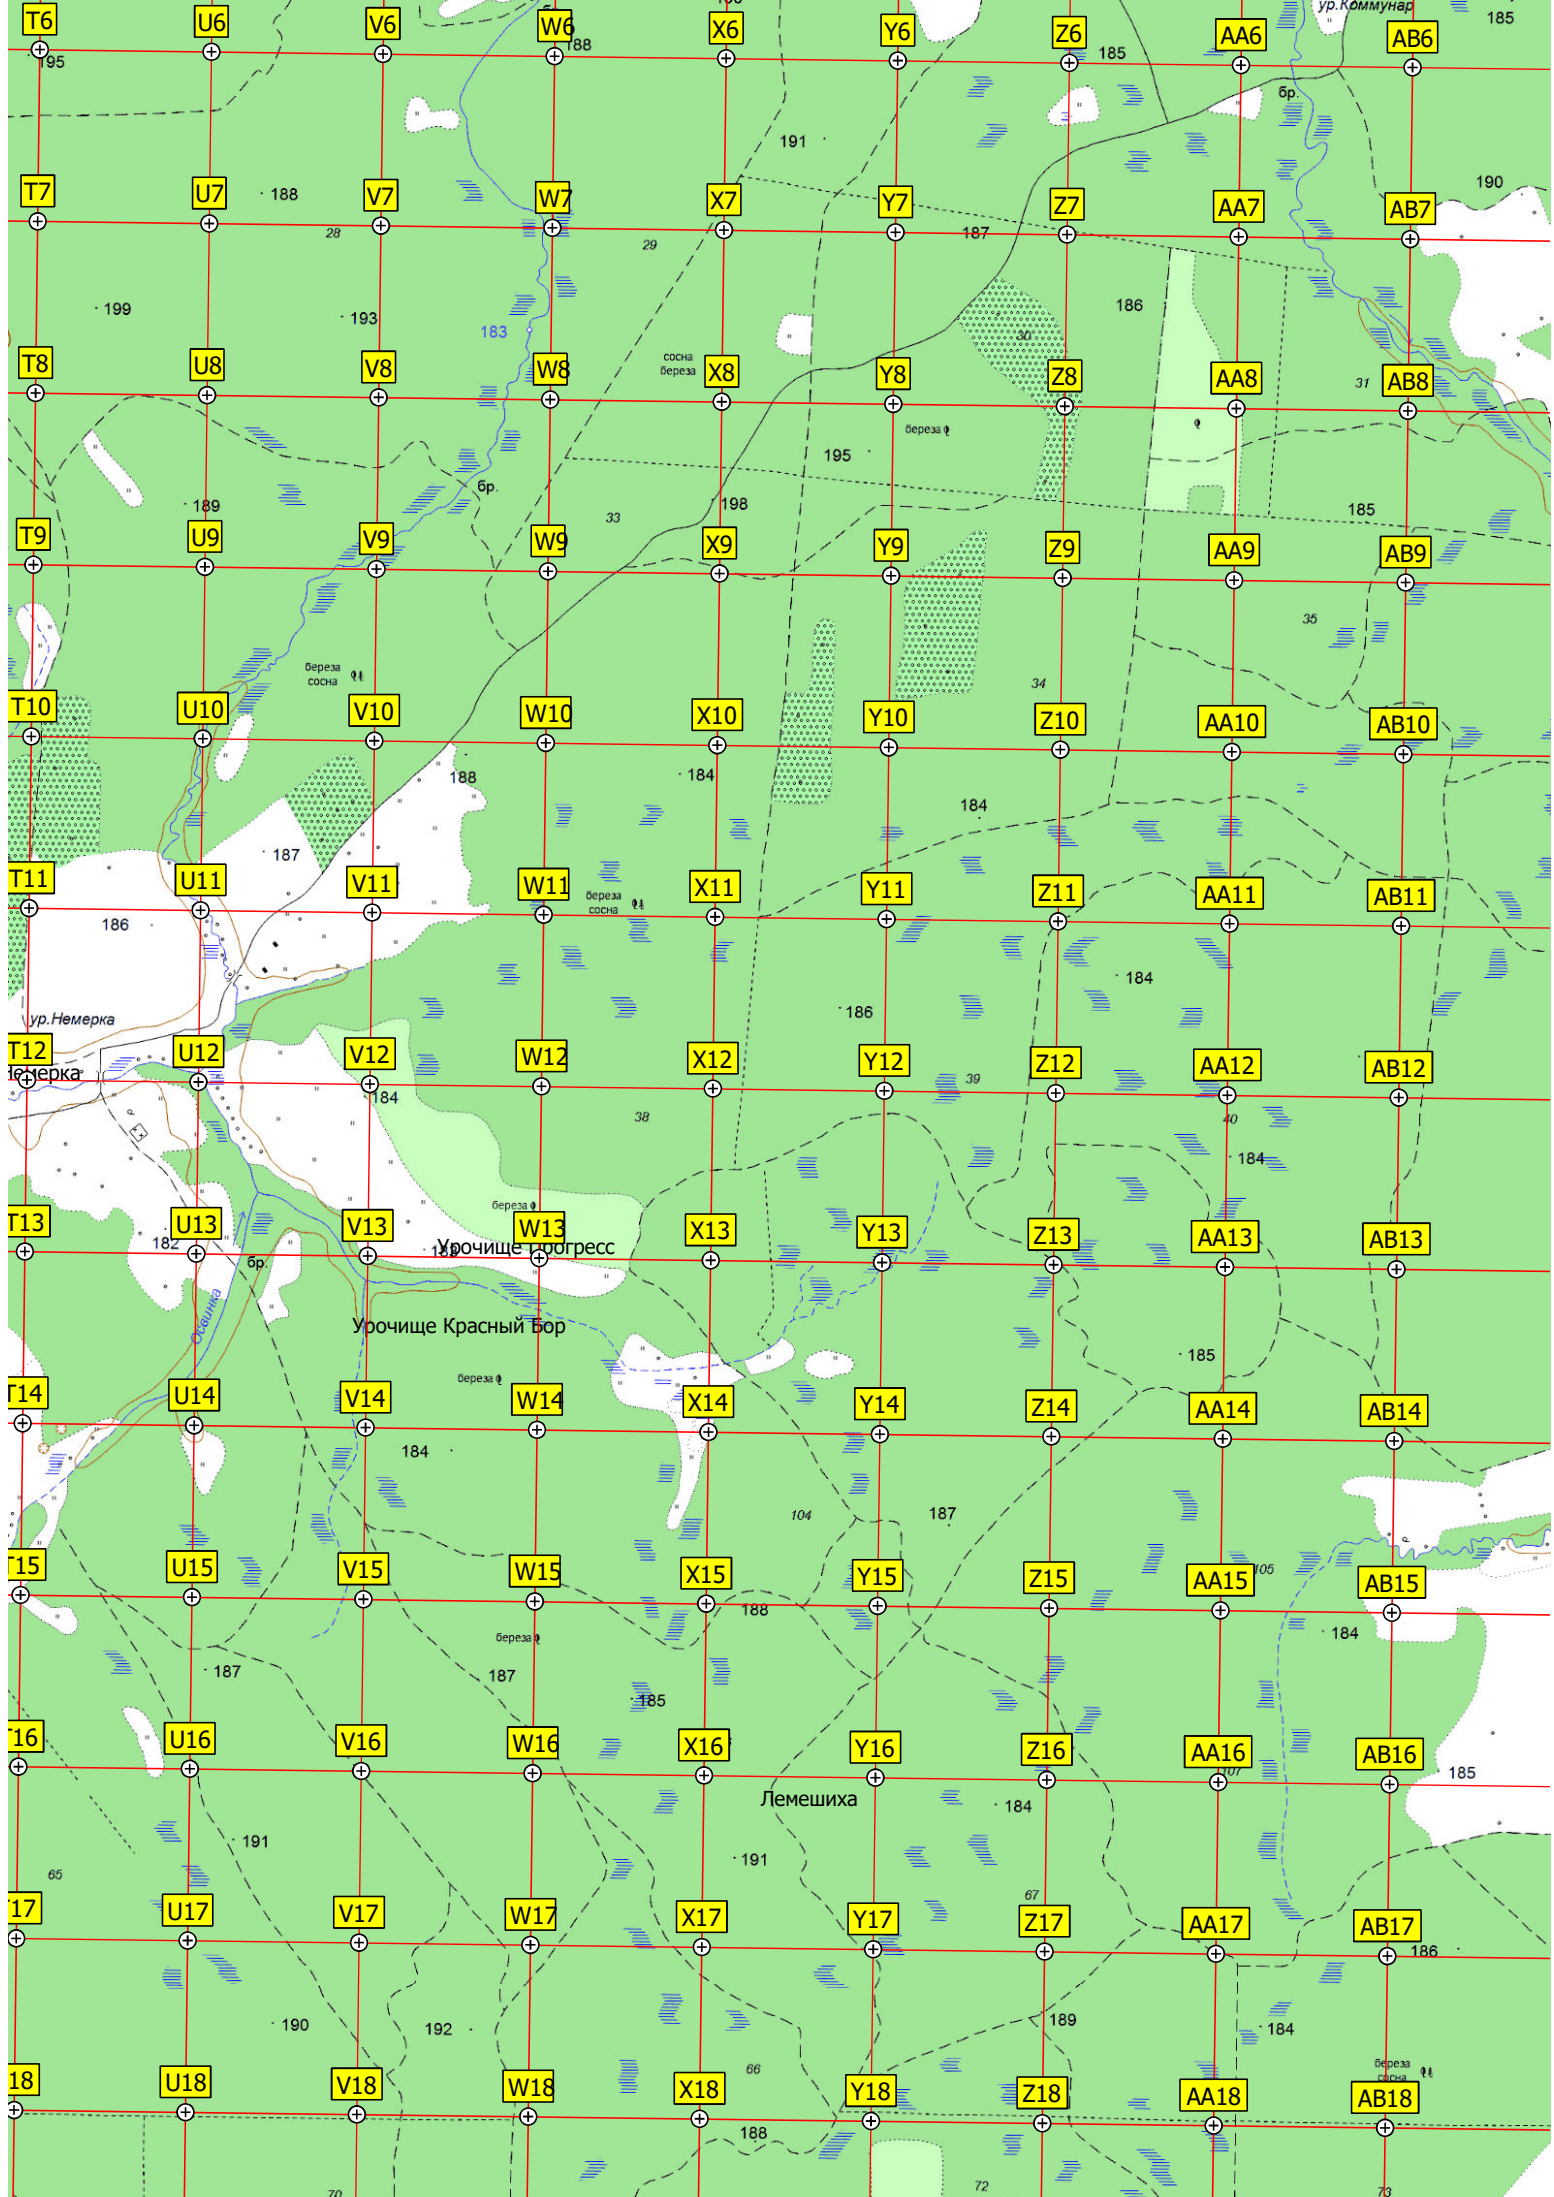 ур.Коммунар
185
T6 U6 V6 W6 X6 Y6 Z6 AA6 AB6
195
188
185
бр.
191
190
T7 U7 V7 W7 X7 Y7 Z7 AA7 AB7
188
28
29
187
199
193
183
186
30
сосна
береза
31
T8 U8 V8 W8 X8 Y8 Z8 AA8 AB8
береза
195
бр.
189
198
33
185
T9 U9 V9 W9 X9 Y9 Z9 AA9 AB9
35
береза
сосна
34
T10 U10 V10 W10 X10 Y10 Z10 AA10 AB10
188
184
184
187
T11 U11 V11 W11 X11 Y11 Z11 AA11 AB11
береза
сосна
186
184
ур.Немерка
186
T12 U12 V12 W12 X12 Y12 Z12 AA12 AB12
39
184
38
40
184
береза
T13 U13 V13 W13 X13 Y13 Z13 AA13 AB13
182
Урочище Прогресс
бр.
Освинка
Урочище Красный Бор
185
береза
T14 U14 V14 W14 X14 Y14 Z14 AA14 AB14
184
104
187
T15 U15 V15 W15 X15 Y15 Z15 AA15 AB15
105
188
184
береза
187
187
185
T16 U16 V16 W16 X16 Y16 Z16 AA16 AB16
107
185
Лемешиха
184
191
191
65
67
17 U17 V17 W17 X17 Y17 Z17 AA17 AB17
186
190
192
189
184
66
береза
сосна
18 U18 V18 W18 X18 Y18 Z18 AA18 AB18
188
72
70
73